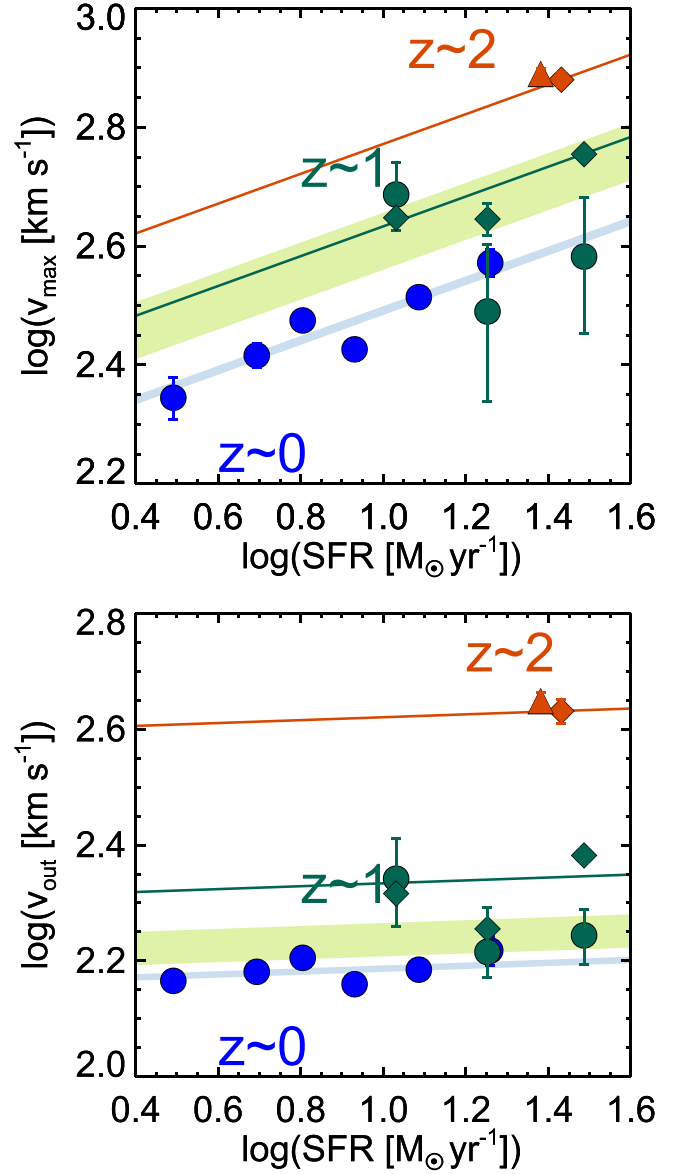 3.0
2.8
2.6
2.4
2.2
log(v_max [km s⁻¹])
z~2
z~1
z~0
0.4 0.6 0.8 1.0 1.2 1.4 1.6
log(SFR [M_⊙ yr⁻¹])
2.8
2.6
2.4
2.2
2.0
log(v_out [km s⁻¹])
z~2
z~1
z~0
0.4 0.6 0.8 1.0 1.2 1.4 1.6
log(SFR [M_⊙ yr⁻¹])